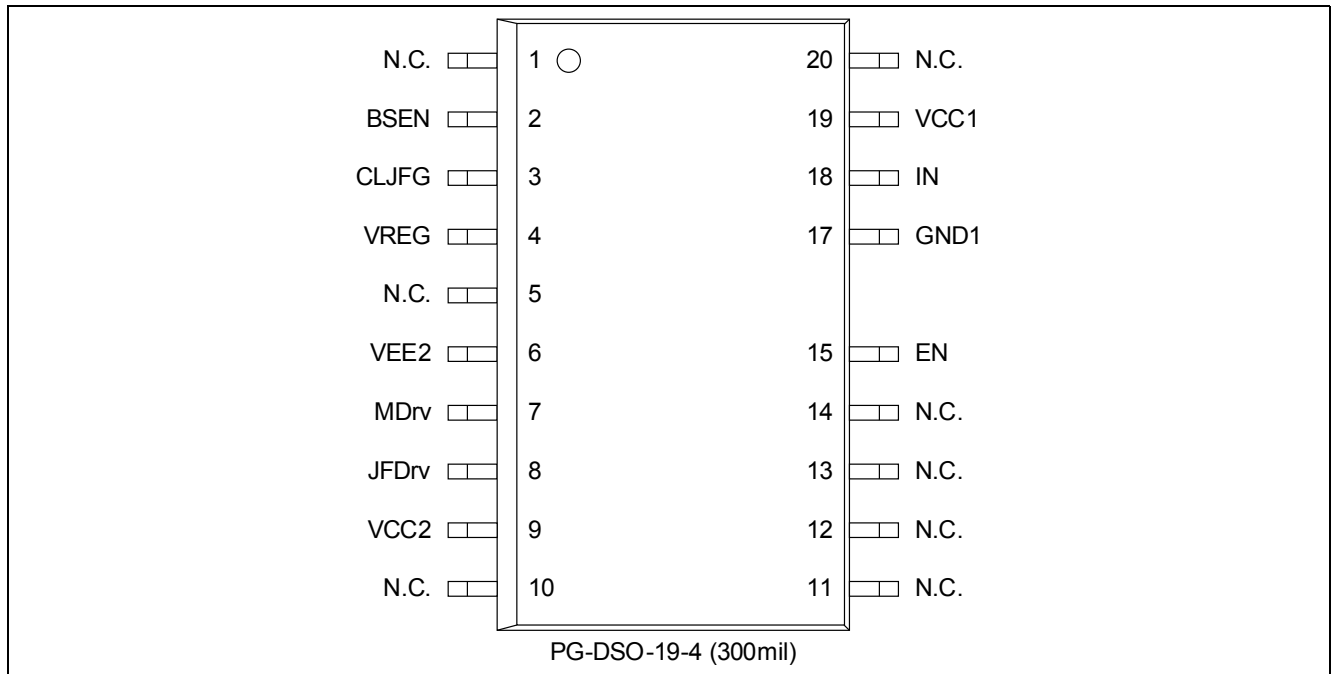 N.C. 1 20 N.C.
BSEN 2 19 VCC1
CLJFG 3 18 IN
VREG 4 17 GND1
N.C. 5
VEE2 6 15 EN
MDrv 7 14 N.C.
JFDrv 8 13 N.C.
VCC2 9 12 N.C.
N.C. 10 11 N.C.
PG-DSO-19-4 (300mil)